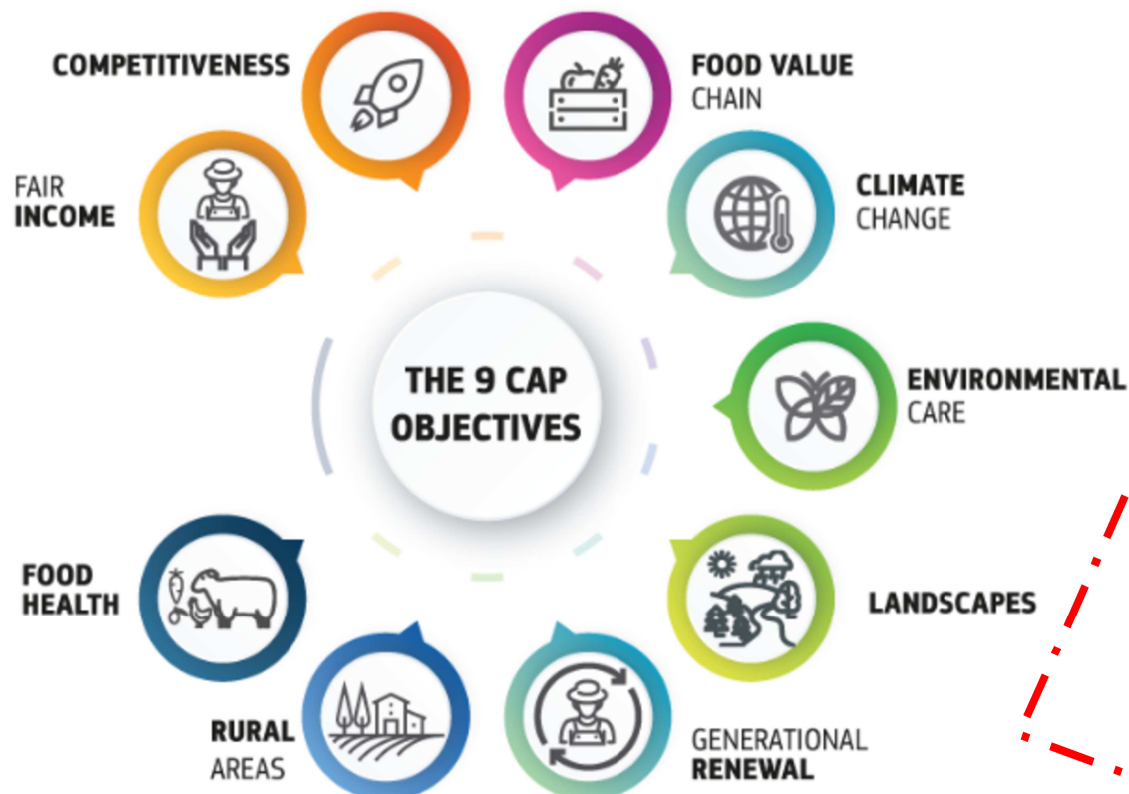 COMPETITIVENESS
FOOD VALUE
CHAIN
FAIR
INCOME
CLIMATE
CHANGE
THE 9 CAP
OBJECTIVES
ENVIRONMENTAL
CARE
FOOD
HEALTH
LANDSCAPES
RURAL
AREAS
GENERATIONAL
RENEWAL